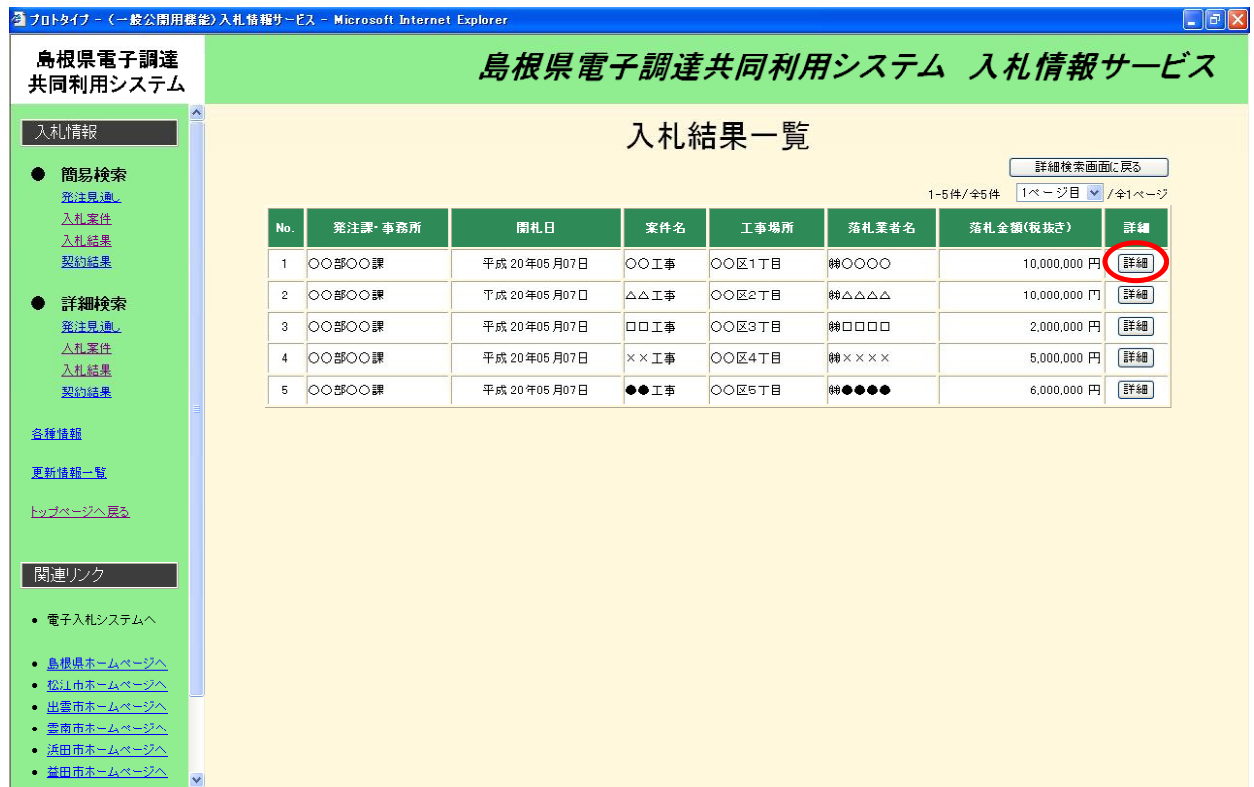 プロトタイプ - (一般公開用機能)入札情報サービス - Microsoft Internet Explorer
島根県電子調達
共同利用システム
島根県電子調達共同利用システム 入札情報サービス
入札情報
● 簡易検索
発注見通し
入札案件
入札結果
契約結果
● 詳細検索
発注見通し
入札案件
入札結果
契約結果
各種情報
更新情報一覧
トップページへ戻る
関連リンク
• 電子入札システムへ
• 島根県ホームページへ
• 松江市ホームページへ
• 出雲市ホームページへ
• 雲南市ホームページへ
• 浜田市ホームページへ
• 益田市ホームページへ
入札結果一覧
詳細検索画面に戻る
1-5件/全5件 1ページ目 /全1ページ
No. 発注課・事務所 開札日 案件名 工事場所 落札業者名 落札金額(税抜き) 詳細
1 ○○部○○課 平成 20年05月07日 ○○工事 ○○区1丁目 ㈱○○○○ 10,000,000 円 詳細
2 ○○部○○課 平成 20年05月07日 △△工事 ○○区2丁目 ㈱△△△△ 10,000,000 円 詳細
3 ○○部○○課 平成 20年05月07日 □□工事 ○○区3丁目 ㈱□□□□ 2,000,000 円 詳細
4 ○○部○○課 平成 20年05月07日 ××工事 ○○区4丁目 ㈱×××× 5,000,000 円 詳細
5 ○○部○○課 平成 20年05月07日 ●●工事 ○○区5丁目 ㈱●●●● 6,000,000 円 詳細